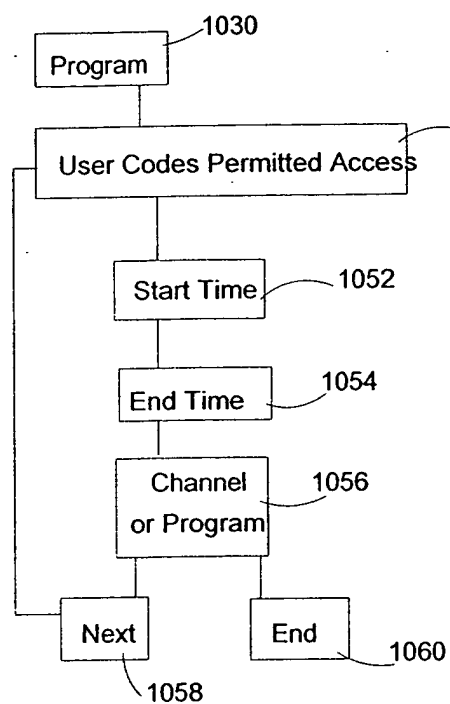 1030
Program
User Codes Permitted Access
Start Time
1052
End Time
1054
Channel
or Program
1056
Next
End
1058
1060